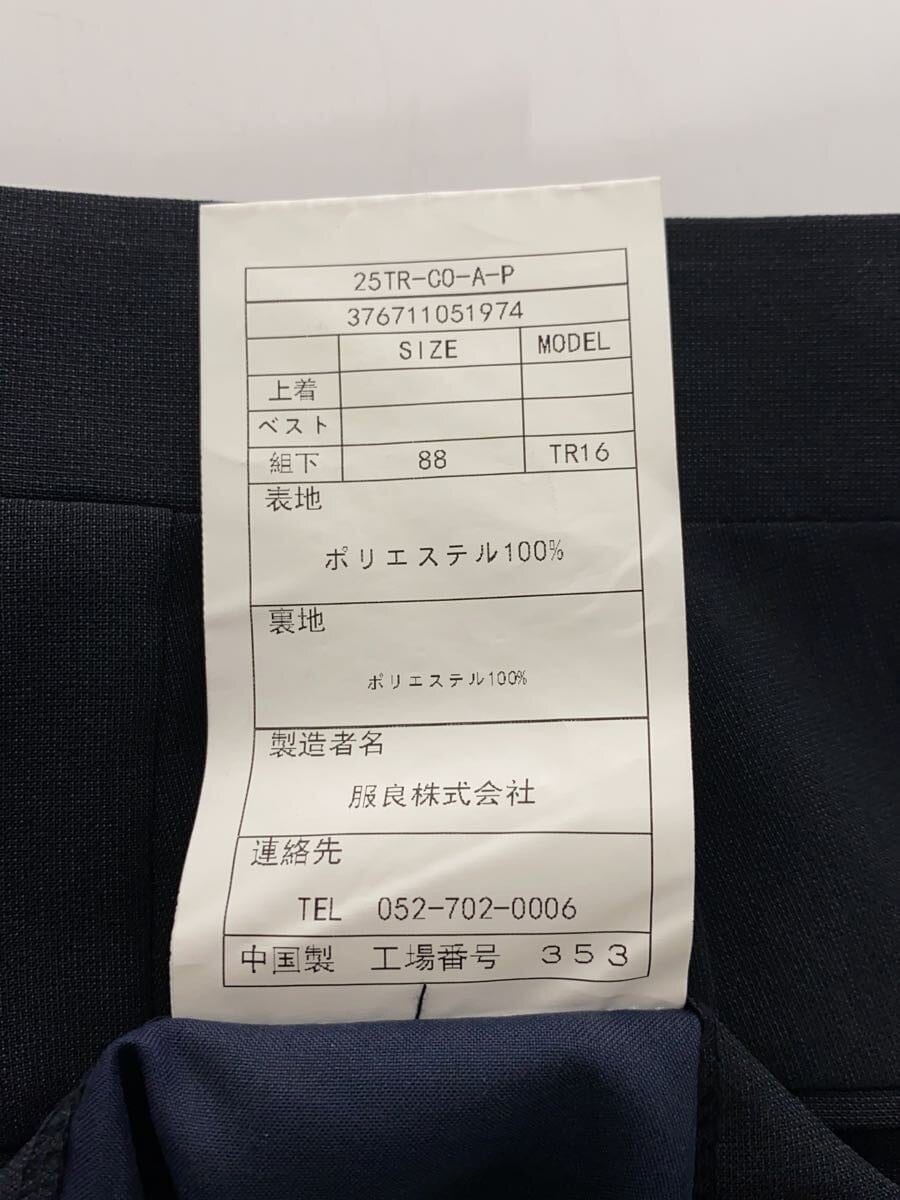 25TR-CO-A-P
376711051974
SIZE MODEL
上着
ベスト
組下 88 TR16
表地
ポリエステル100%
裏地
ポリエステル100%
製造者名
服良株式会社
連絡先
TEL 052-702-0006
中国製 工場番号 353